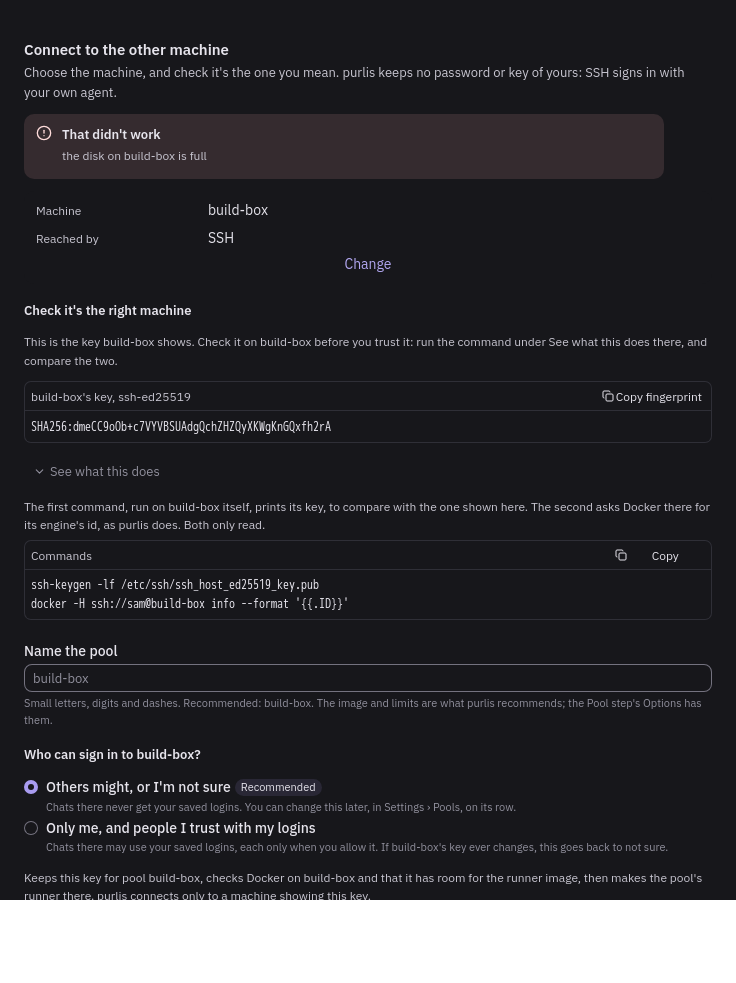 Connect to the other machine
Choose the machine, and check it's the one you mean. purlis keeps no password or key of yours: SSH signs in with
your own agent.
That didn't work
the disk on build-box is full
Machine
build-box
Reached by
SSH
Change
Check it's the right machine
This is the key build-box shows. Check it on build-box before you trust it: run the command under See what this does there, and
compare the two.
build-box's key, ssh-ed25519
Copy fingerprint
SHA256:dmeCC9oOb+c7VYVBSUAdgQchZHZQyXKWgKnGQxfh2rA
See what this does
The first command, run on build-box itself, prints its key, to compare with the one shown here. The second asks Docker there for
its engine's id, as purlis does. Both only read.
Commands
Copy
ssh-keygen -lf /etc/ssh/ssh_host_ed25519_key.pub
docker -H ssh://sam@build-box info --format '{{.ID}}'
Name the pool
build-box
Small letters, digits and dashes. Recommended: build-box. The image and limits are what purlis recommends; the Pool step's Options has
them.
Who can sign in to build-box?
Others might, or I'm not sure Recommended
Chats there never get your saved logins. You can change this later, in Settings › Pools, on its row.
Only me, and people I trust with my logins
Chats there may use your saved logins, each only when you allow it. If build-box's key ever changes, this goes back to not sure.
Keeps this key for pool build-box, checks Docker on build-box and that it has room for the runner image, then makes the pool's
runner there. purlis connects only to a machine showing this key.